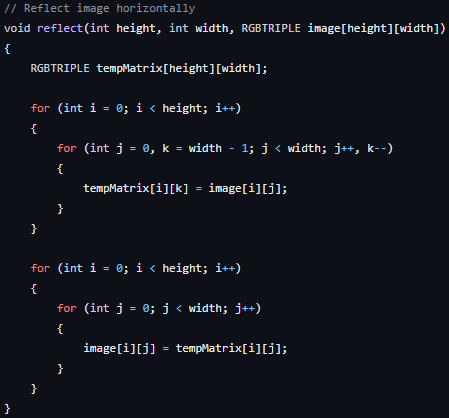 // Reflect image horizontally
void reflect(int height, int width, RGBTRIPLE image[height][width])
{
    RGBTRIPLE tempMatrix[height][width];

    for (int i = 0; i < height; i++)
    {
        for (int j = 0, k = width - 1; j < width; j++, k--)
        {
            tempMatrix[i][k] = image[i][j];
        }
    }

    for (int i = 0; i < height; i++)
    {
        for (int j = 0; j < width; j++)
        {
            image[i][j] = tempMatrix[i][j];
        }
    }
}